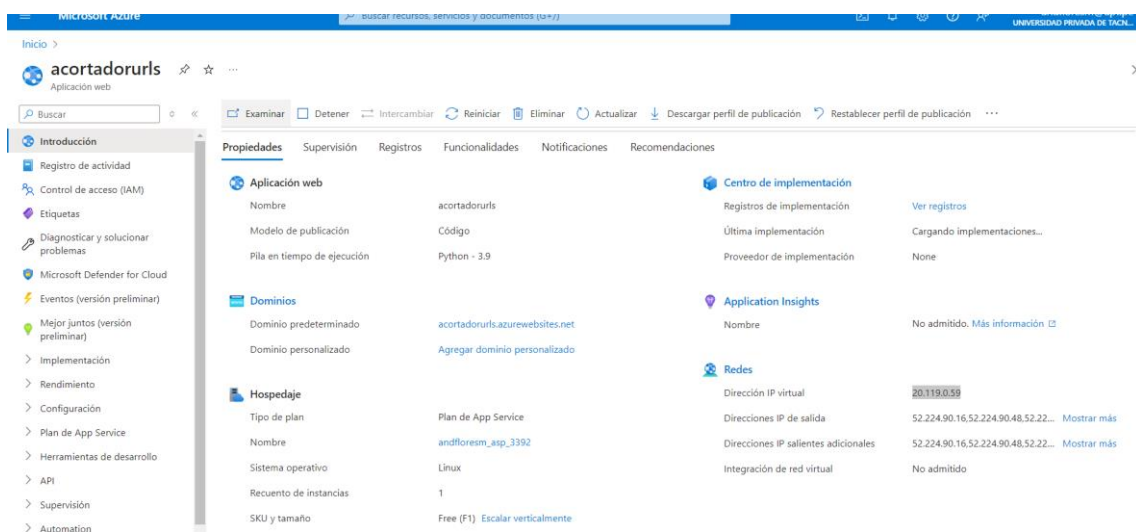 Microsoft Azure
Buscar recursos, servicios y documentos (G+/)
UNIVERSIDAD PRIVADA DE TACN...
Inicio >
acortadorurls
Aplicación web
Buscar
Examinar Detener Intercambiar Reiniciar Eliminar Actualizar Descargar perfil de publicación Restablecer perfil de publicación ...
Introducción
Registro de actividad
Control de acceso (IAM)
Etiquetas
Diagnosticar y solucionar
problemas
Microsoft Defender for Cloud
Eventos (versión preliminar)
Mejor juntos (versión
preliminar)
Implementación
Rendimiento
Configuración
Plan de App Service
Herramientas de desarrollo
API
Supervisión
Automation
Propiedades Supervisión Registros Funcionalidades Notificaciones Recomendaciones
Aplicación web
Nombre acortadorurls
Modelo de publicación Código
Pila en tiempo de ejecución Python - 3.9
Dominios
Dominio predeterminado acortadorurls.azurewebsites.net
Dominio personalizado Agregar dominio personalizado
Hospedaje
Tipo de plan Plan de App Service
Nombre andfloresm_asp_3392
Sistema operativo Linux
Recuento de instancias 1
SKU y tamaño Free (F1) Escalar verticalmente
Centro de implementación
Registros de implementación Ver registros
Última implementación Cargando implementaciones...
Proveedor de implementación None
Application Insights
Nombre No admitido. Más información
Redes
Dirección IP virtual 20.119.0.59
Direcciones IP de salida 52.224.90.16,52.224.90.48,52.22... Mostrar más
Direcciones IP salientes adicionales 52.224.90.16,52.224.90.48,52.22... Mostrar más
Integración de red virtual No admitido